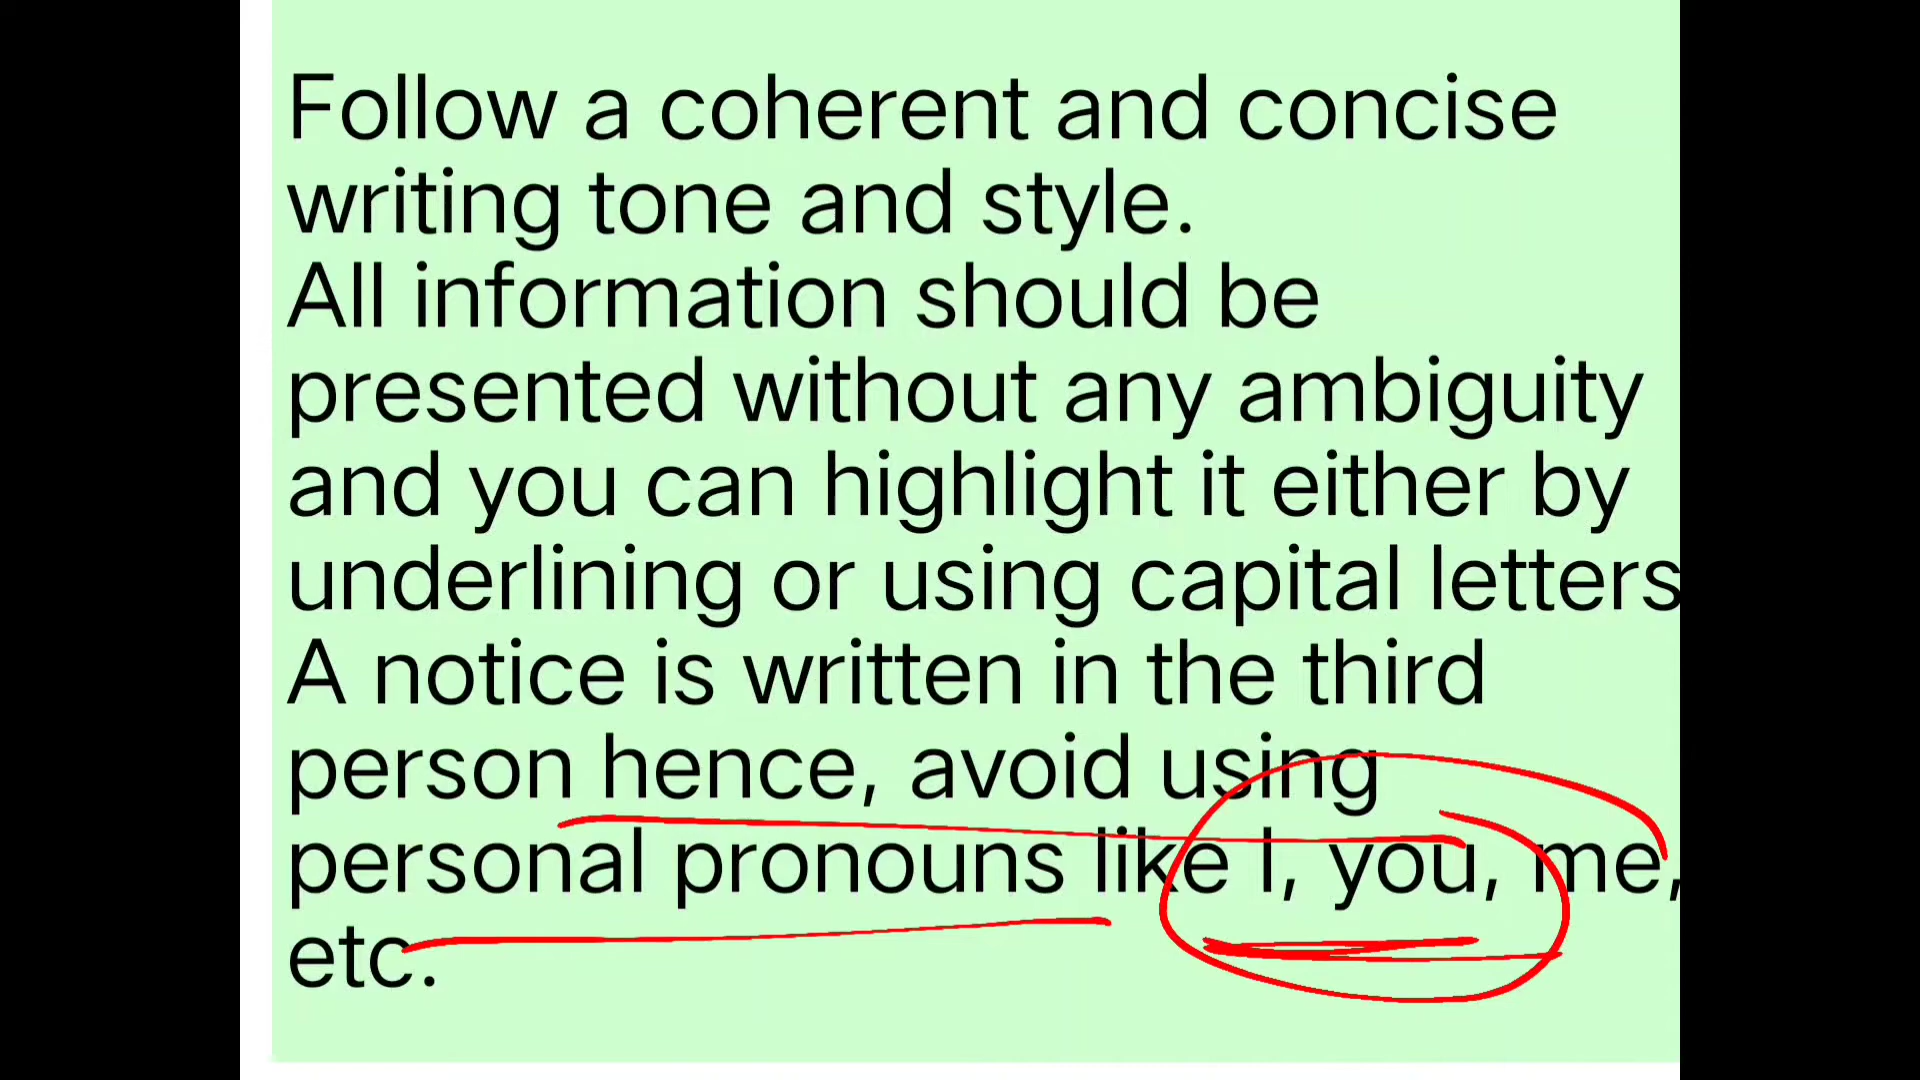 Follow a coherent and concise
writing tone and style.
All information should be
presented without any ambiguity
and you can highlight it either by
underlining or using capital letters
A notice is written in the third
person hence, avoid using
personal pronouns like I, you, me,
etc.